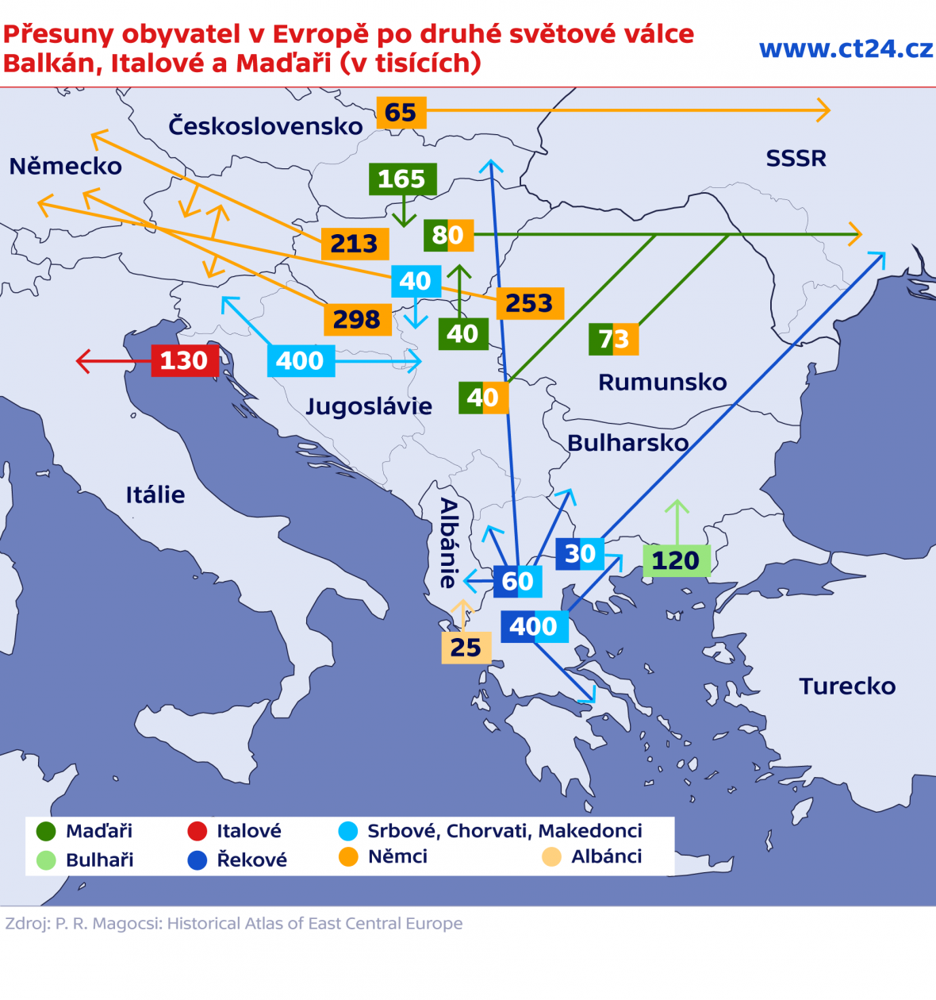 Přesuny obyvatel v Evropě po druhé světové válce
Balkán, Italové a Maďaři (v tisících)
www.ct24.cz
65
Československo
SSSR
Německo
165
80
213
40
253
298
40
73
130
400
Rumunsko
40
Jugoslávie
Bulharsko
Itálie
Albánie
30
120
60
400
25
Turecko
Maďaři
Italové
Srbové, Chorvati, Makedonci
Bulhaři
Řekové
Němci
Albánci
Zdroj: P. R. Magocsi: Historical Atlas of East Central Europe